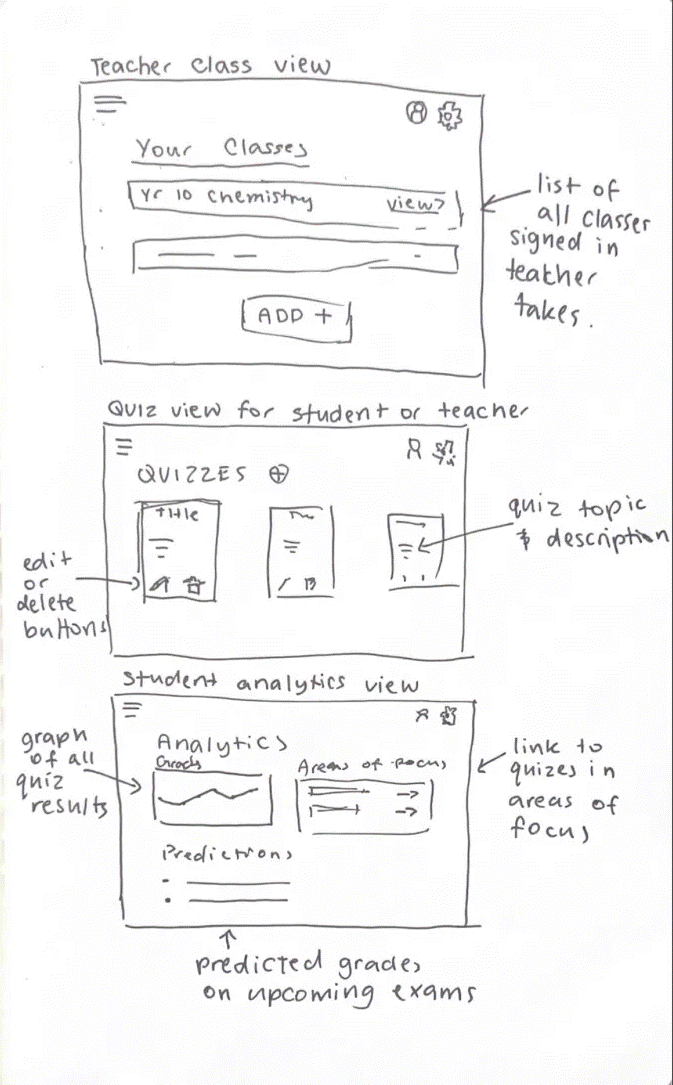 Teacher Class view
Your Classes
Yr 10 Chemistry view>
ADD +
list of
all classes
signed in
teacher
takes.
Quiz view for student or teacher
QUIZZES
title
quiz topic
& description
edit
or
delete
buttons
Student analytics view
Analytics
Graphs
Areas of focus
Predictions
graph
of all
quiz
results
link to
quizes in
areas of
focus
predicted grades
on upcoming exams